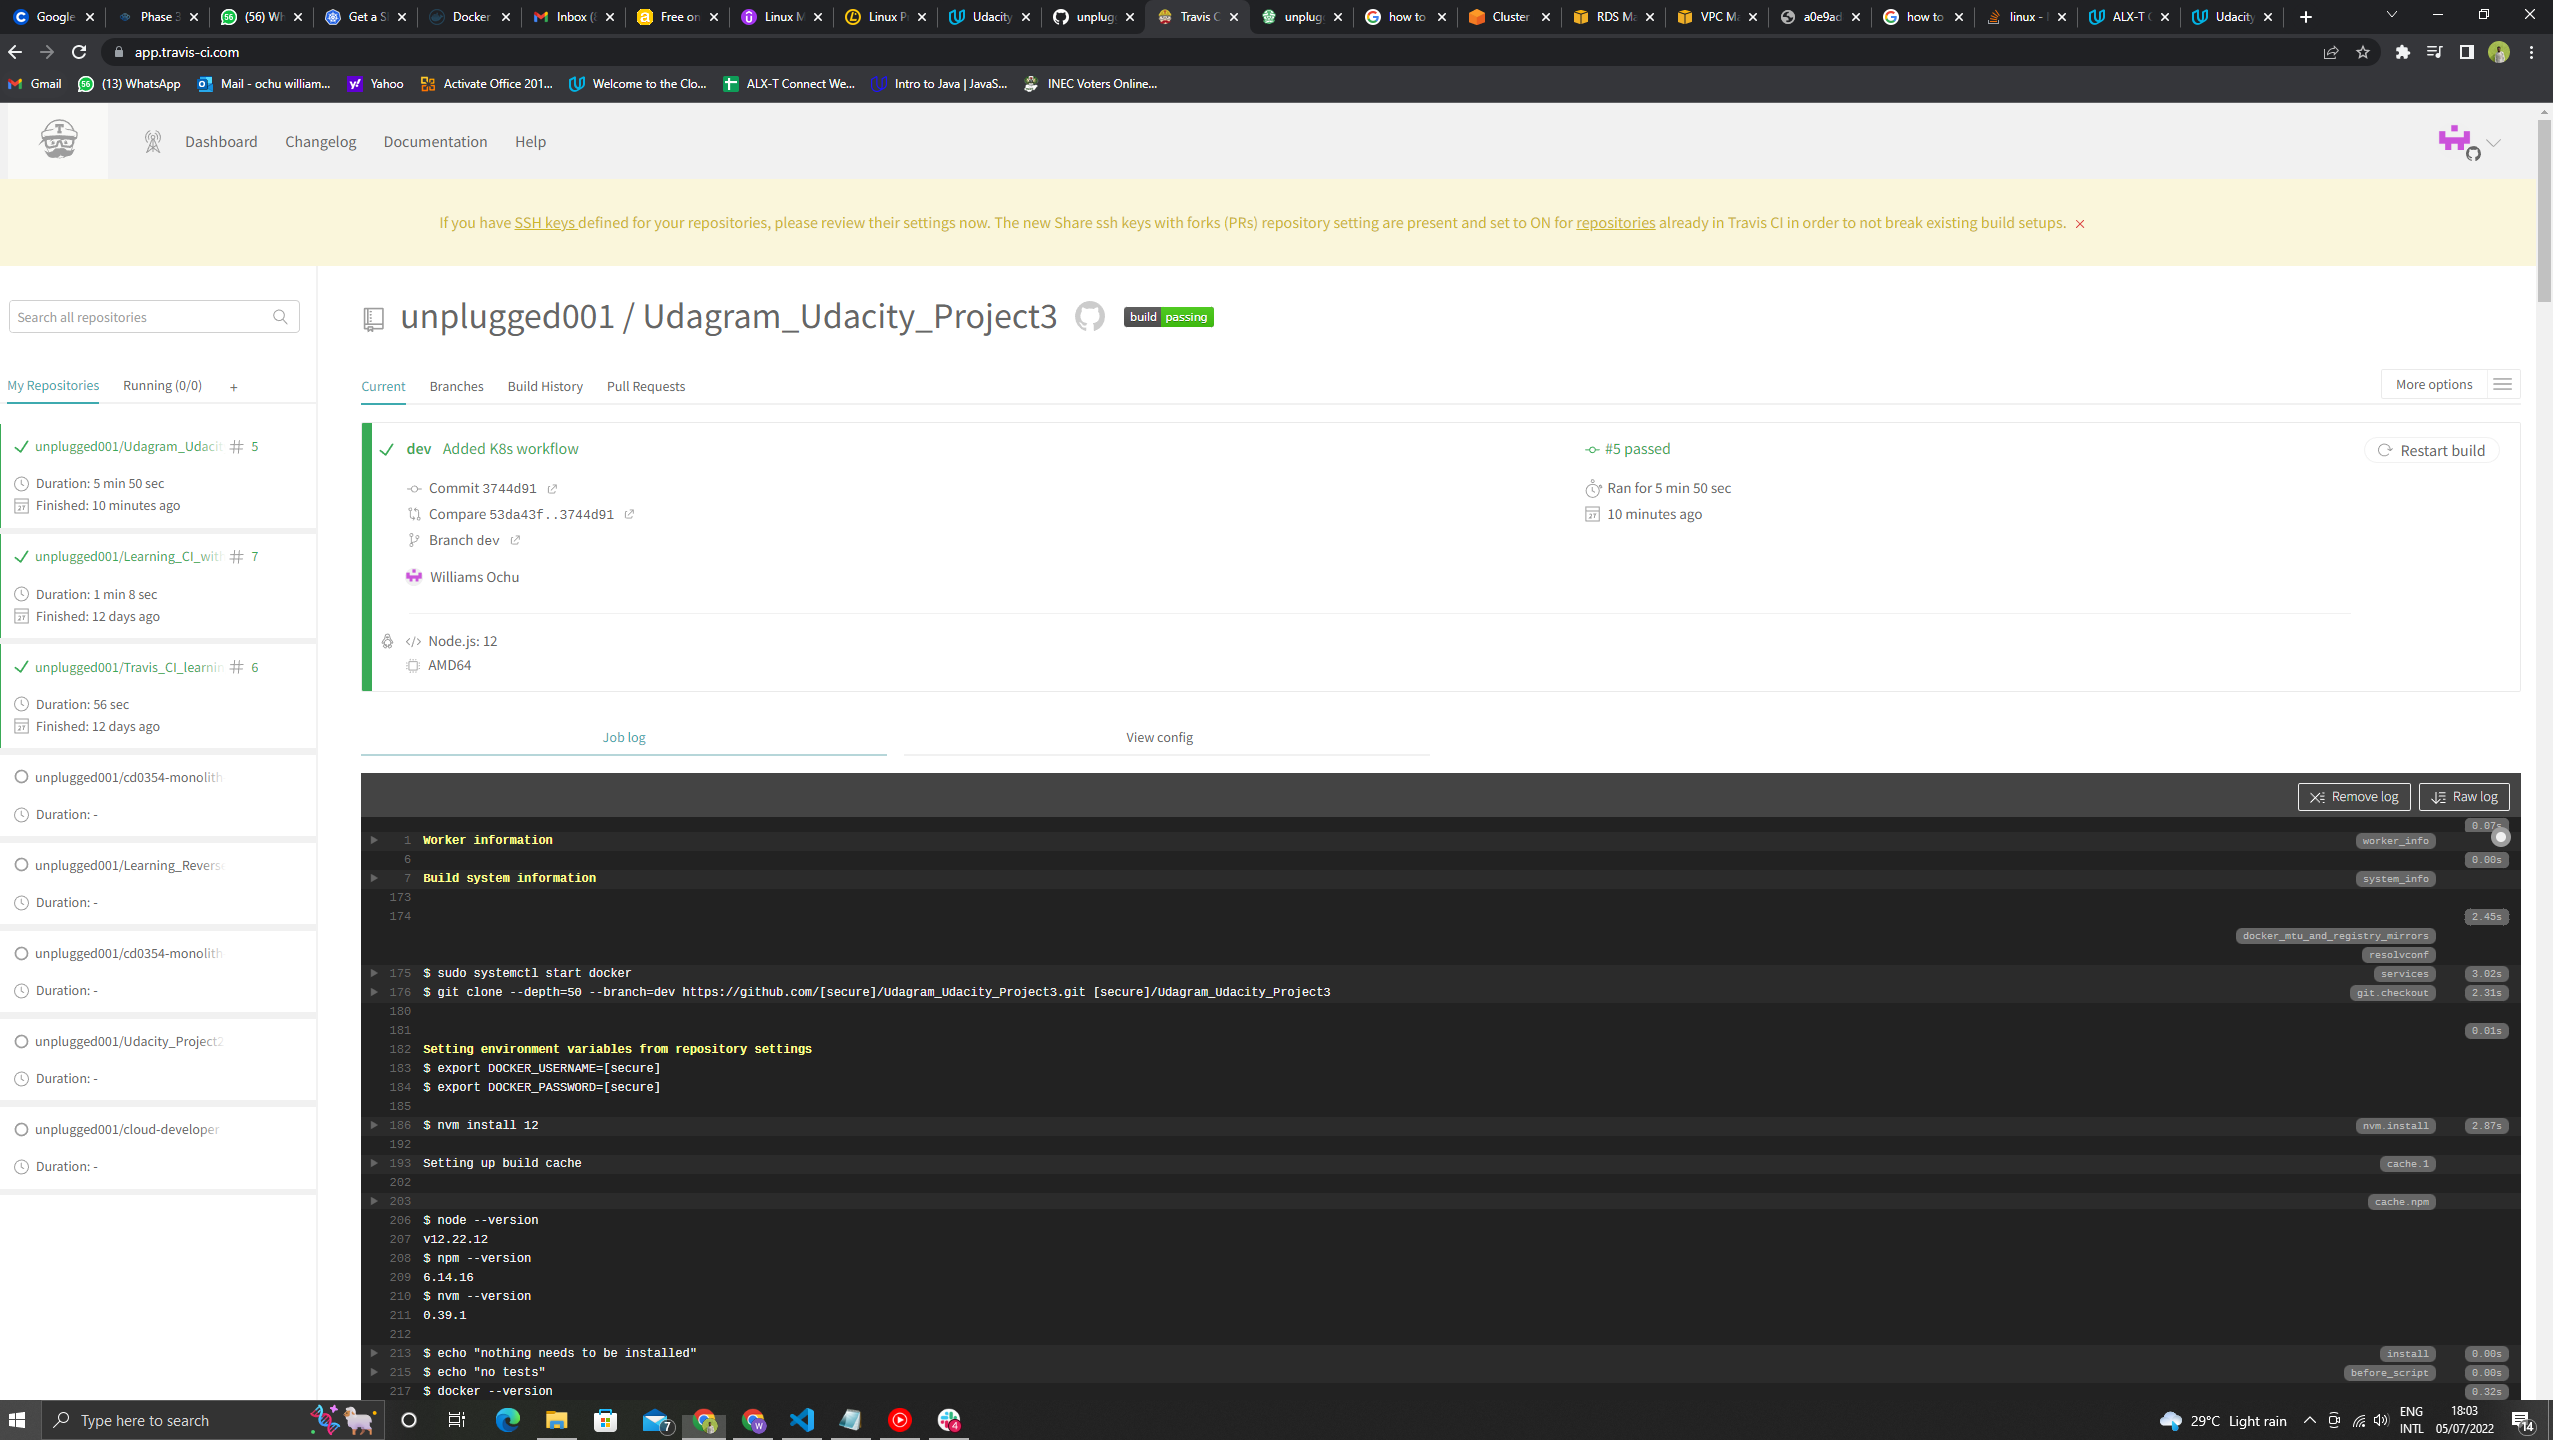 Google
Phase 3
(56) Wh
Get a S
Docker
Inbox (
Free on
Linux M
Linux P
Udacity
unplugg
Travis C
unplugg
how to
Cluster
RDS Ma
VPC Ma
a0e9ad
how to
linux -
ALX-T C
Udacity
app.travis-ci.com
Gmail
(13) WhatsApp
Mail - ochu william...
Yahoo
Activate Office 201...
Welcome to the Clo...
ALX-T Connect We...
Intro to Java | JavaS...
INEC Voters Online...
Dashboard
Changelog
Documentation
Help
If you have SSH keys defined for your repositories, please review their settings now. The new Share ssh keys with forks (PRs) repository setting are present and set to ON for repositories already in Travis CI in order to not break existing build setups.
Search all repositories
My Repositories
Running (0/0)
+
unplugged001/Udagram_Udacit # 5
Duration: 5 min 50 sec
Finished: 10 minutes ago
unplugged001/Learning_CI_with # 7
Duration: 1 min 8 sec
Finished: 12 days ago
unplugged001/Travis_CI_learnin # 6
Duration: 56 sec
Finished: 12 days ago
unplugged001/cd0354-monolith
Duration: -
unplugged001/Learning_Reverse
Duration: -
unplugged001/cd0354-monolith
Duration: -
unplugged001/Udacity_Project2
Duration: -
unplugged001/cloud-developer
Duration: -
unplugged001 / Udagram_Udacity_Project3
build passing
Current
Branches
Build History
Pull Requests
More options
dev Added K8s workflow
Commit 3744d91
Compare 53da43f..3744d91
Branch dev
Williams Ochu
Node.js: 12
AMD64
#5 passed
Ran for 5 min 50 sec
10 minutes ago
Restart build
Job log
View config
Remove log
Raw log
0.07s
1 Worker information worker_info
6 0.00s
7 Build system information system_info
173
174 2.45s
docker_mtu_and_registry_mirrors
resolvconf
175 $ sudo systemctl start docker services 3.02s
176 $ git clone --depth=50 --branch=dev https://github.com/[secure]/Udagram_Udacity_Project3.git [secure]/Udagram_Udacity_Project3 git.checkout 2.31s
180
181 0.01s
182 Setting environment variables from repository settings
183 $ export DOCKER_USERNAME=[secure]
184 $ export DOCKER_PASSWORD=[secure]
185
186 $ nvm install 12 nvm.install 2.87s
192
193 Setting up build cache cache.1
202
203 cache.npm
206 $ node --version
207 v12.22.12
208 $ npm --version
209 6.14.16
210 $ nvm --version
211 0.39.1
212
213 $ echo "nothing needs to be installed" install 0.00s
215 $ echo "no tests" before_script 0.00s
217 $ docker --version 0.32s
Type here to search
7
4
29°C Light rain
ENG
INTL
18:03
05/07/2022
14